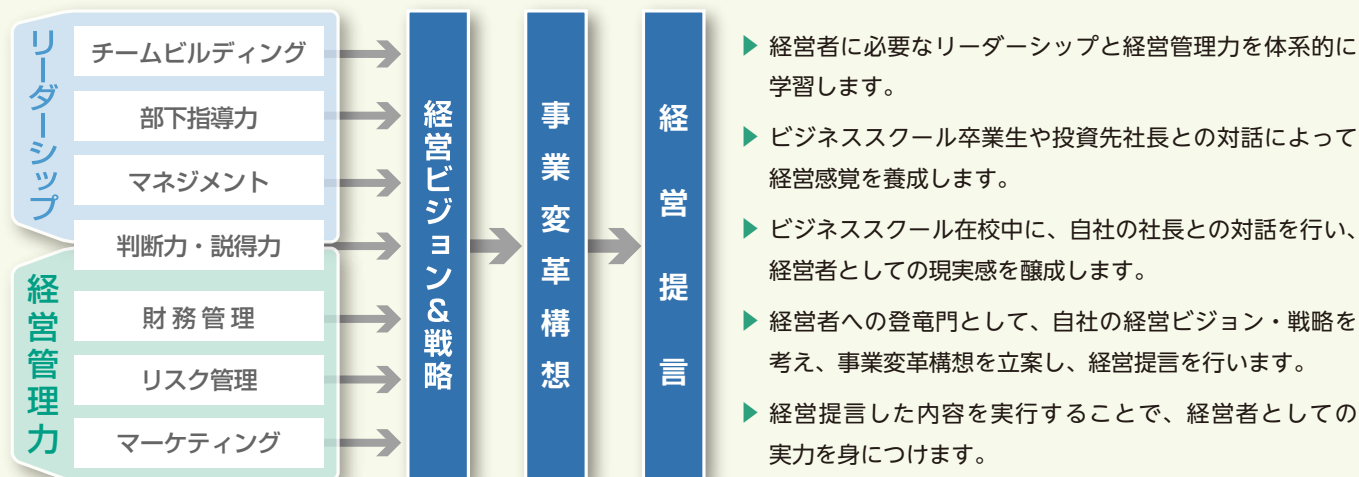 リーダーシップ
チームビルディング
部下指導力
マネジメント
判断力・説得力
経営管理力
財務管理
リスク管理
マーケティング
経営ビジョン&戦略
事業変革構想
経営提言
▶ 経営者に必要なリーダーシップと経営管理力を体系的に
学習します。
▶ ビジネススクール卒業生や投資先社長との対話によって
経営感覚を養成します。
▶ ビジネススクール在校中に、自社の社長との対話を行い、
経営者としての現実感を醸成します。
▶ 経営者への登竜門として、自社の経営ビジョン・戦略を
考え、事業変革構想を立案し、経営提言を行います。
▶ 経営提言した内容を実行することで、経営者としての
実力を身につけます。